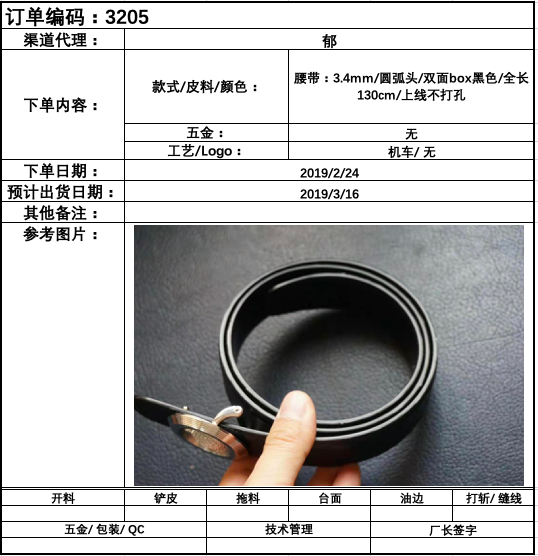 订单编码：3205
渠道代理：
郁
下单内容：
款式/皮料/颜色：
腰带：3.4mm/圆弧头/双面box黑色/全长
130cm/上线不打孔
五金：
无
工艺/Logo：
机车/ 无
下单日期：
2019/2/24
预计出货日期：
2019/3/16
其他备注：
参考图片：
开料
铲皮
拖料
台面
油边
打斩/ 缝线
五金/ 包装/ QC
技术管理
厂长签字